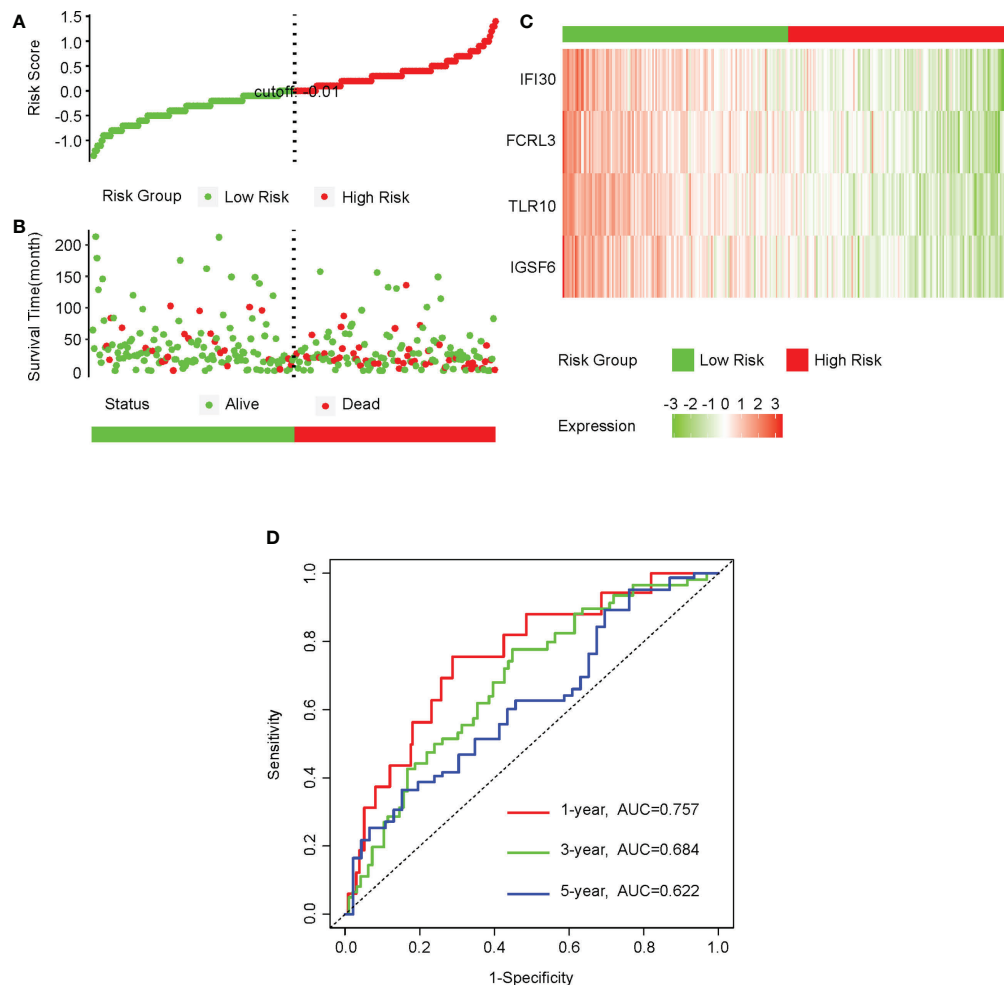 A
Risk Score
1.5
1.0
0.5
0.0
-0.5
-1.0
cutoff: -0.01
Risk Group Low Risk High Risk
B
Survival Time(month)
200
150
100
50
0
Status Alive Dead
C
IFI30
FCRL3
TLR10
IGSF6
Risk Group Low Risk High Risk
-3 -2 -1 0 1 2 3
Expression
D
Sensitivity
1.0
0.8
0.6
0.4
0.2
0.0
1-year, AUC=0.757
3-year, AUC=0.684
5-year, AUC=0.622
0.0 0.2 0.4 0.6 0.8 1.0
1-Specificity